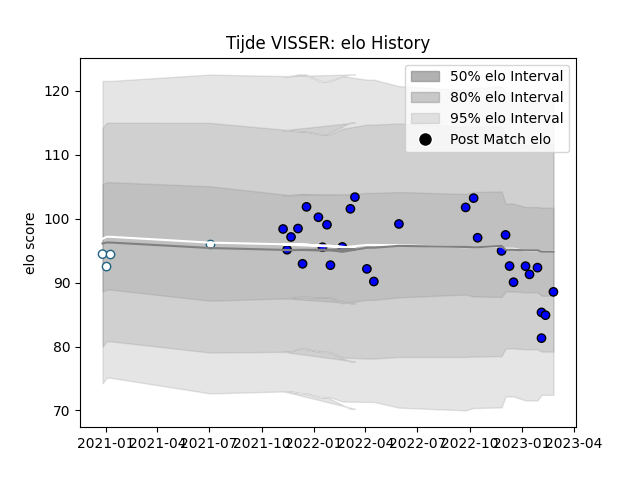 Tijde VISSER: elo History
50% elo Interval
80% elo Interval
95% elo Interval
Post Match elo
elo score
120
110
100
90
80
70
2021-01 2021-04 2021-07 2021-10 2022-01 2022-04 2022-07 2022-10 2023-01 2023-04